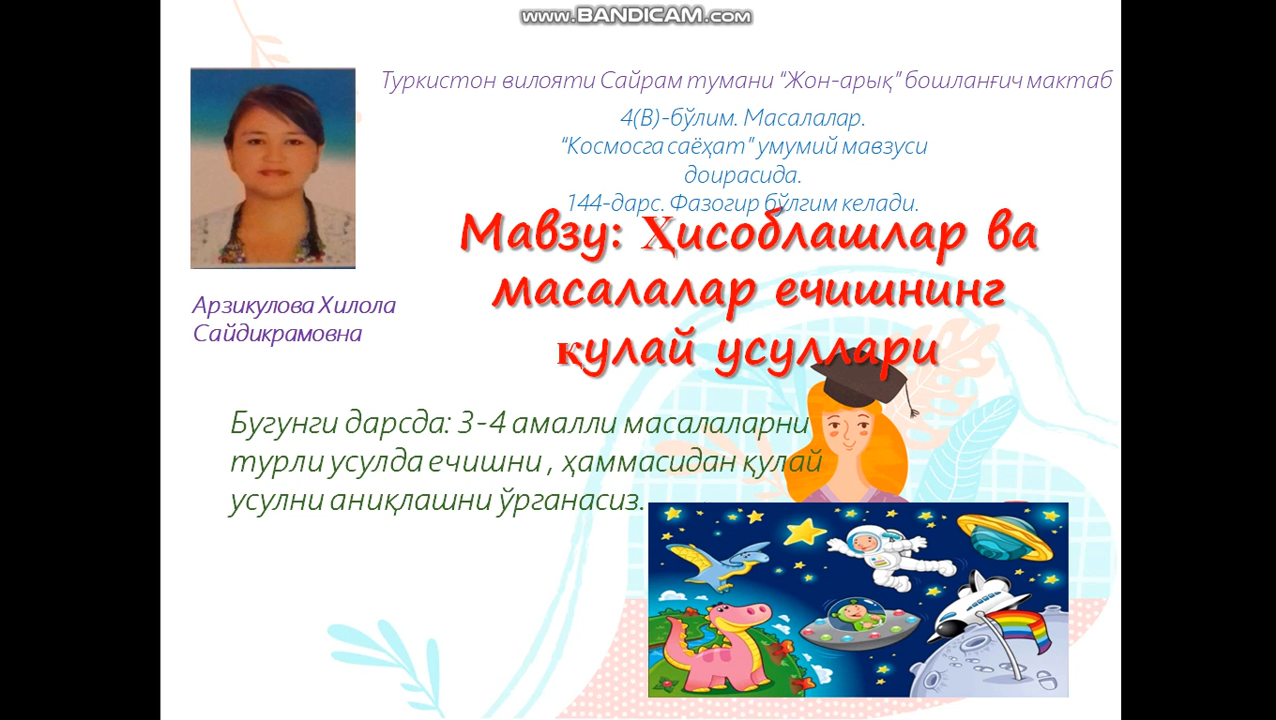 www.BANDICAM.com
Туркистон вилояти Сайрам тумани “Жон-арық” бошланғич мактаб
4(В)-бўлим. Масалалар.
“Космосга саёҳат” умумий мавзуси
доирасида.
144-дарс. Фазогир бўлгим келади.
Мавзу: Ҳисоблашлар ва
масалалар ечишнинг
қулай усуллари
Арзикулова Хилола
Сайдикрамовна
Бугунги дарсда: 3-4 амалли масалаларни
турли усулда ечишни , ҳаммасидан қулай
усулни аниқлашни ўрганасиз.